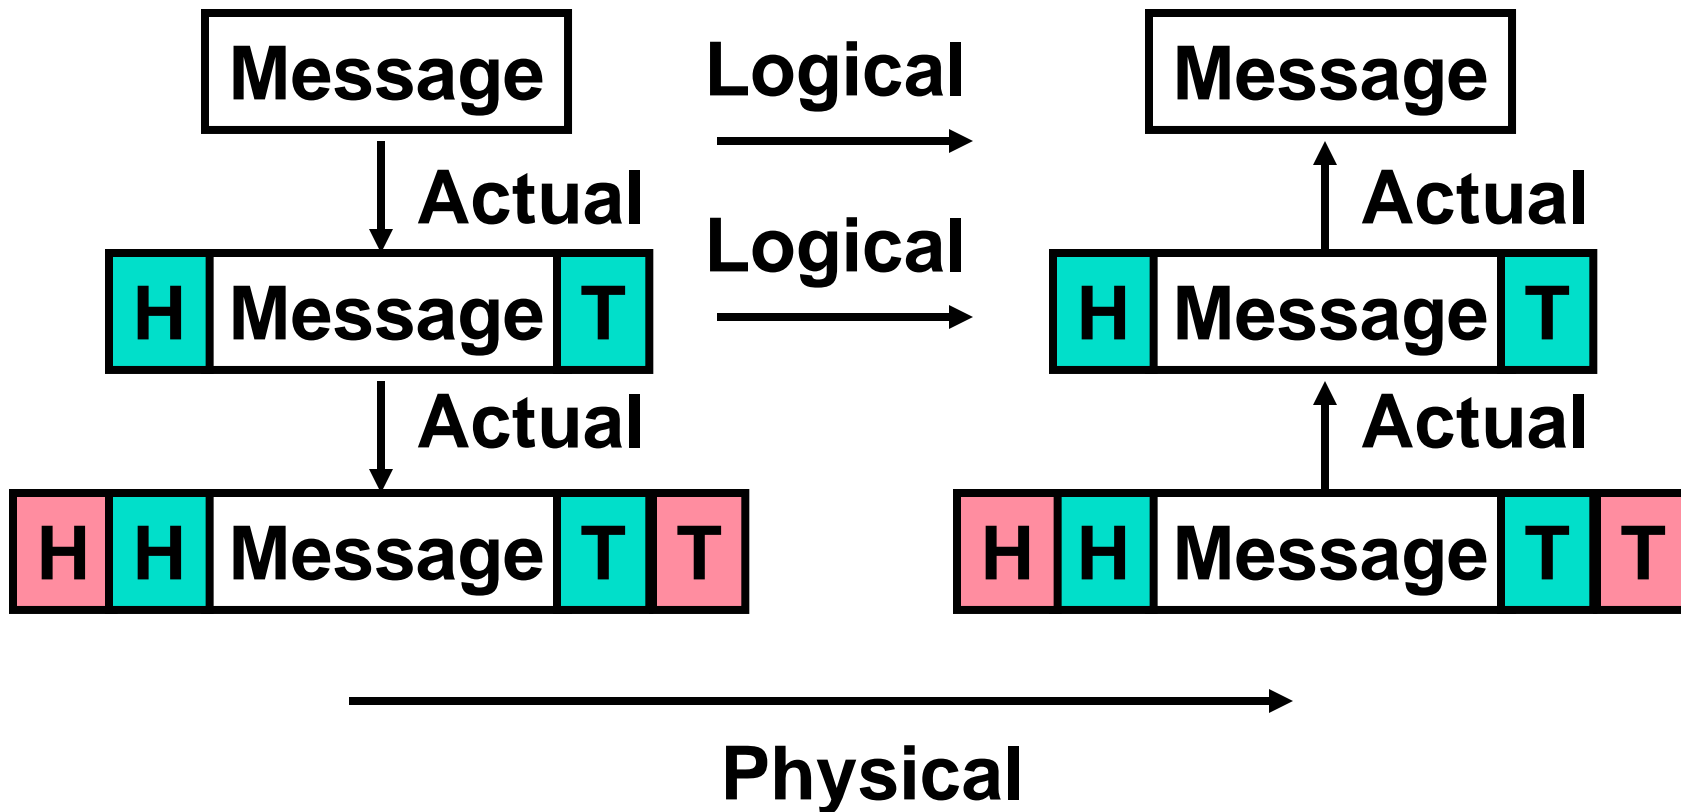 Message Logical Message
Actual Actual
Logical
H Message T H Message T
Actual Actual
H H Message T T H H Message T T
Physical